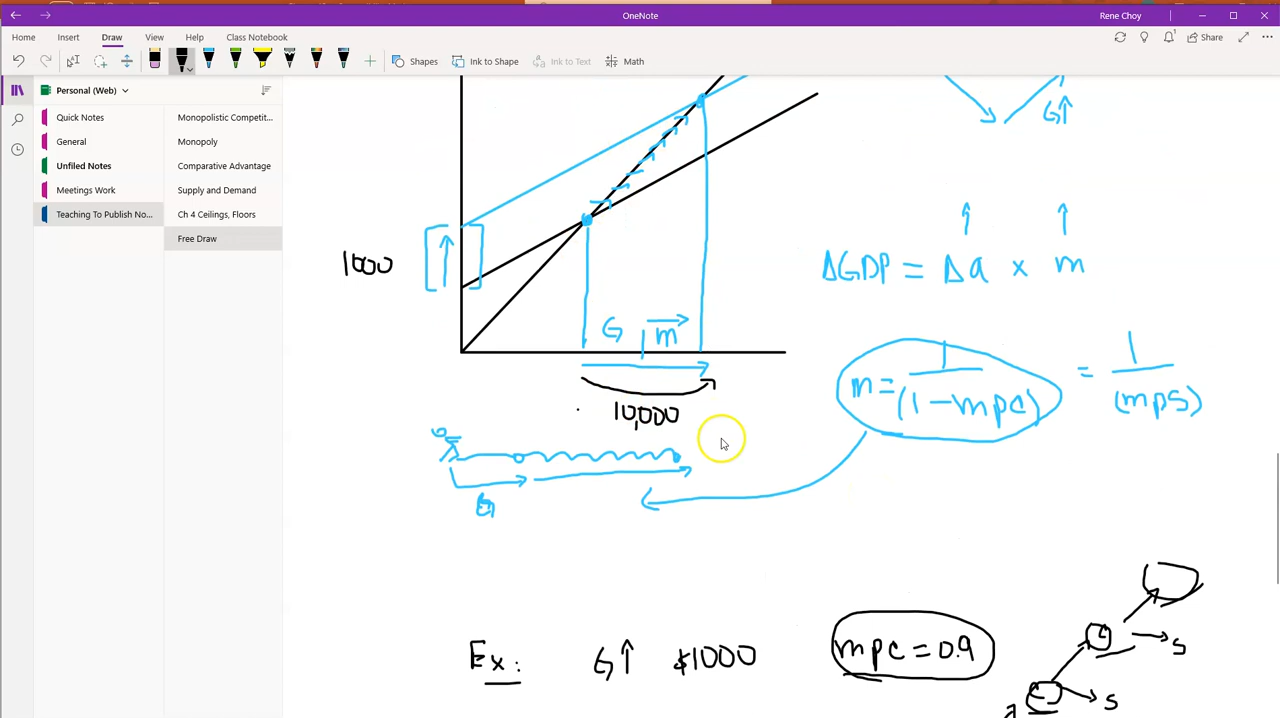 OneNote
Rene Choy
Home Insert Draw View Help Class Notebook
Share
Shapes Ink to Shape Ink to Text Math
Personal (Web)
Quick Notes
General
Unfiled Notes
Meetings Work
Teaching To Publish No...
Monopolistic Competit...
Monopoly
Comparative Advantage
Supply and Demand
Ch 4 Ceilings, Floors
Free Draw
G↑
1000
ΔGDP = Δa × m
G m
m = 1/(1-mpc) = 1/(mps)
10,000
G
Ex: G↑ $1000 mpc = 0.9
C → S
C → S